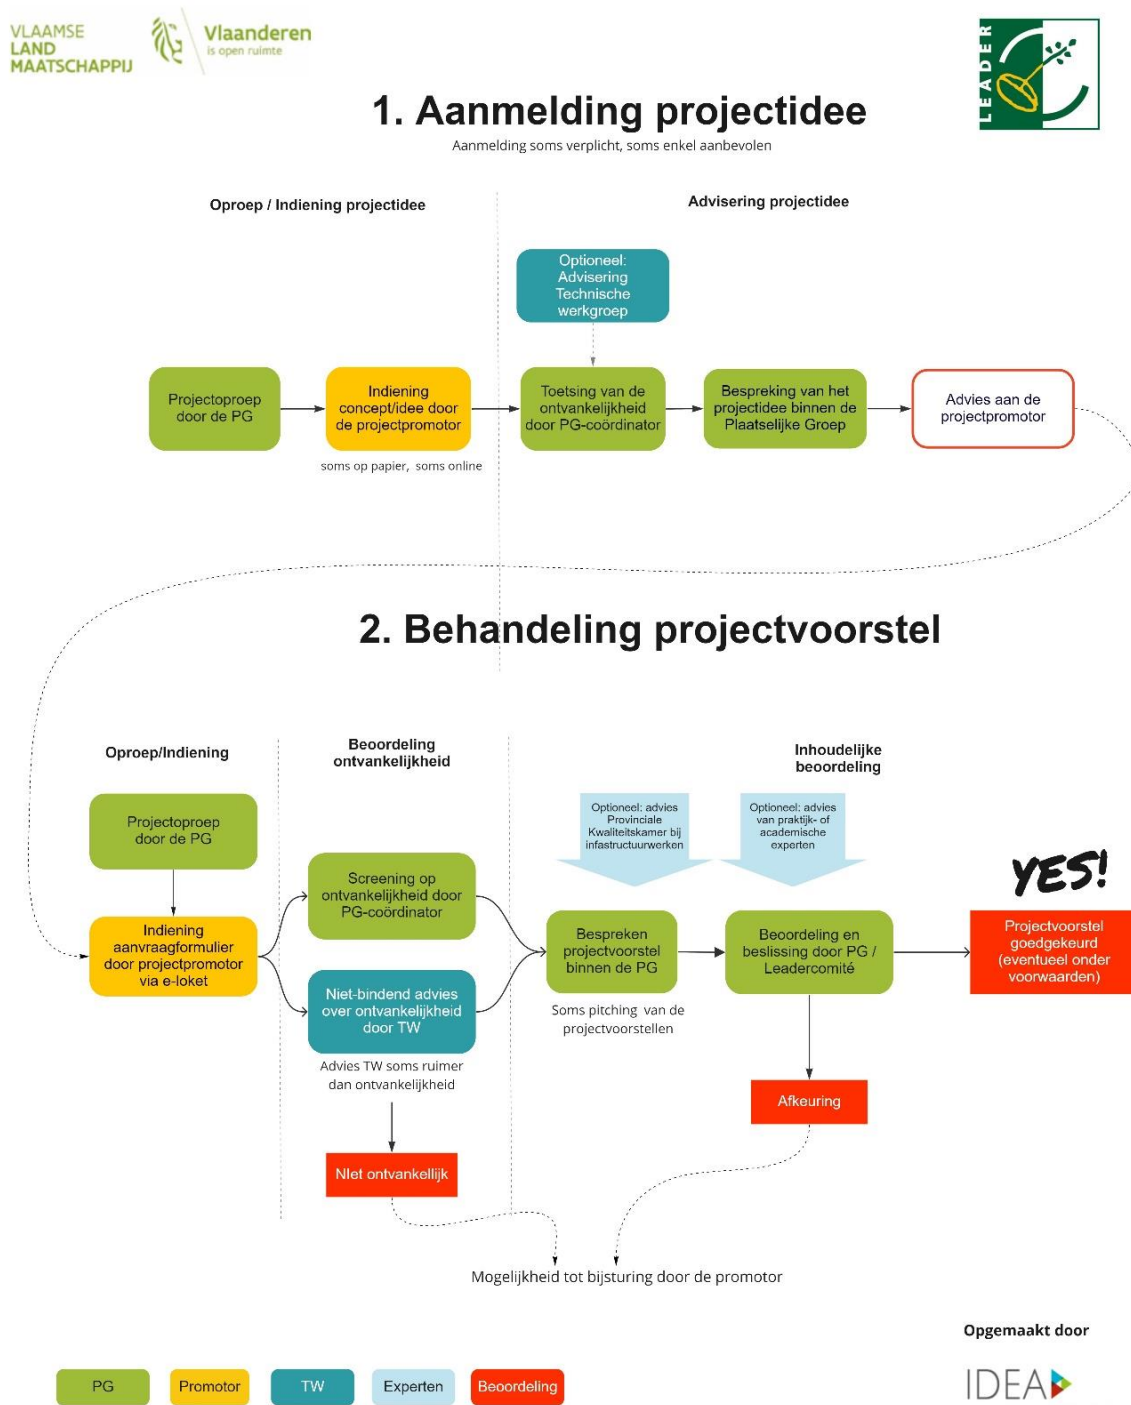 VLAAMSE
LAND
MAATSCHAPPIJ
Vlaanderen
is open ruimte
LEADER
1. Aanmelding projectidee
Aanmelding soms verplicht, soms enkel aanbevolen
Oproep / Indiening projectidee
Advisering projectidee
Optioneel:
Advisering
Technische
werkgroep
Projectoproep
door de PG
Indiening
concept/idee door
de projectpromotor
soms op papier, soms online
Toetsing van de
ontvankelijkheid
door PG-coördinator
Bespreking van het
projectidee binnen de
Plaatselijke Groep
Advies aan de
projectpromotor
2. Behandeling projectvoorstel
Oproep/Indiening
Beoordeling
ontvankelijkheid
Inhoudelijke
beoordeling
Projectoproep
door de PG
Indiening
aanvraagformulier
door projectpromotor
via e-loket
Screening op
ontvankelijkheid door
PG-coördinator
Niet-bindend advies
over ontvankelijkheid
door TW
Advies TW soms ruimer
dan ontvankelijkheid
NIet ontvankellijk
Optioneel: advies
Provinciale
Kwaliteitskamer bij
infastructuurwerken
Optioneel: advies
van praktijk- of
academische
experten
Bespreken
projectvoorstel
binnen de PG
Soms pitching van de
projectvoorstellen
Beoordeling en
beslissing door PG /
Leadercomité
YES!
Projectvoorstel
goedgekeurd
(eventueel onder
voorwaarden)
Afkeuring
Mogelijkheid tot bijsturing door de promotor
Opgemaakt door
IDEA
PG
Promotor
TW
Experten
Beoordeling